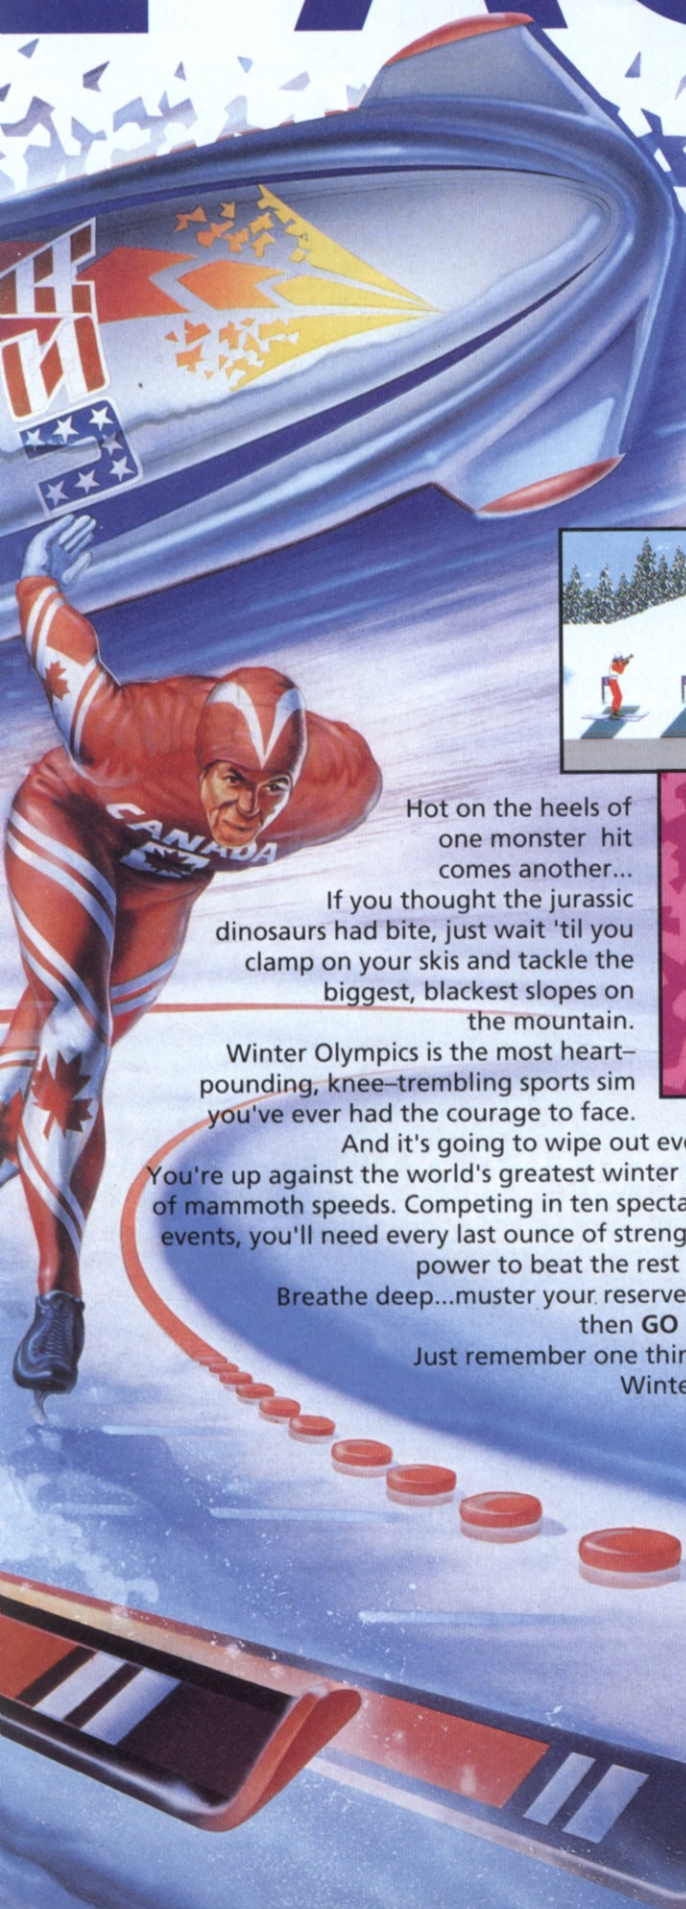 USA
CANADA
Hot on the heels of
one monster hit
comes another...
If you thought the jurassic
dinosaurs had bite, just wait 'til you
clamp on your skis and tackle the
biggest, blackest slopes on
the mountain.
Winter Olympics is the most heart–
pounding, knee–trembling sports sim
you've ever had the courage to face.
And it's going to wipe out eve
You're up against the world's greatest winter
of mammoth speeds. Competing in ten specta
events, you'll need every last ounce of streng
power to beat the rest
Breathe deep...muster your reserve
then GO
Just remember one thin
Winte